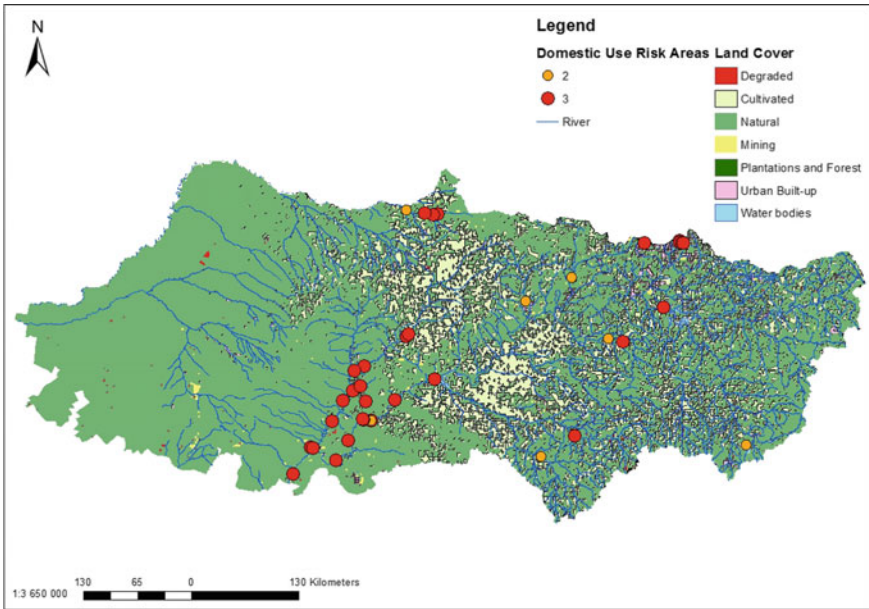 N
Legend
Domestic Use Risk Areas
2
3
River
Land Cover
Degraded
Cultivated
Natural
Mining
Plantations and Forest
Urban Built-up
Water bodies
130 65 0 130 Kilometers
1:3 650 000